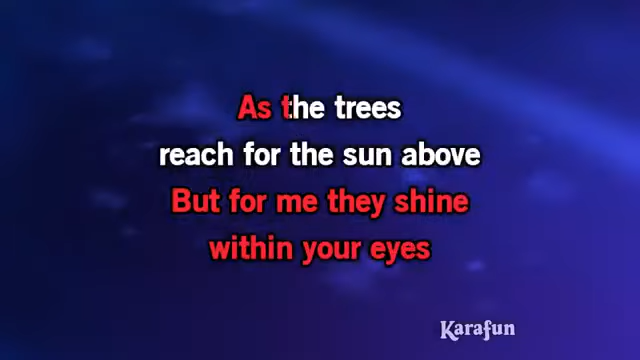 As the trees
reach for the sun above
But for me they shine
within your eyes
Karafun